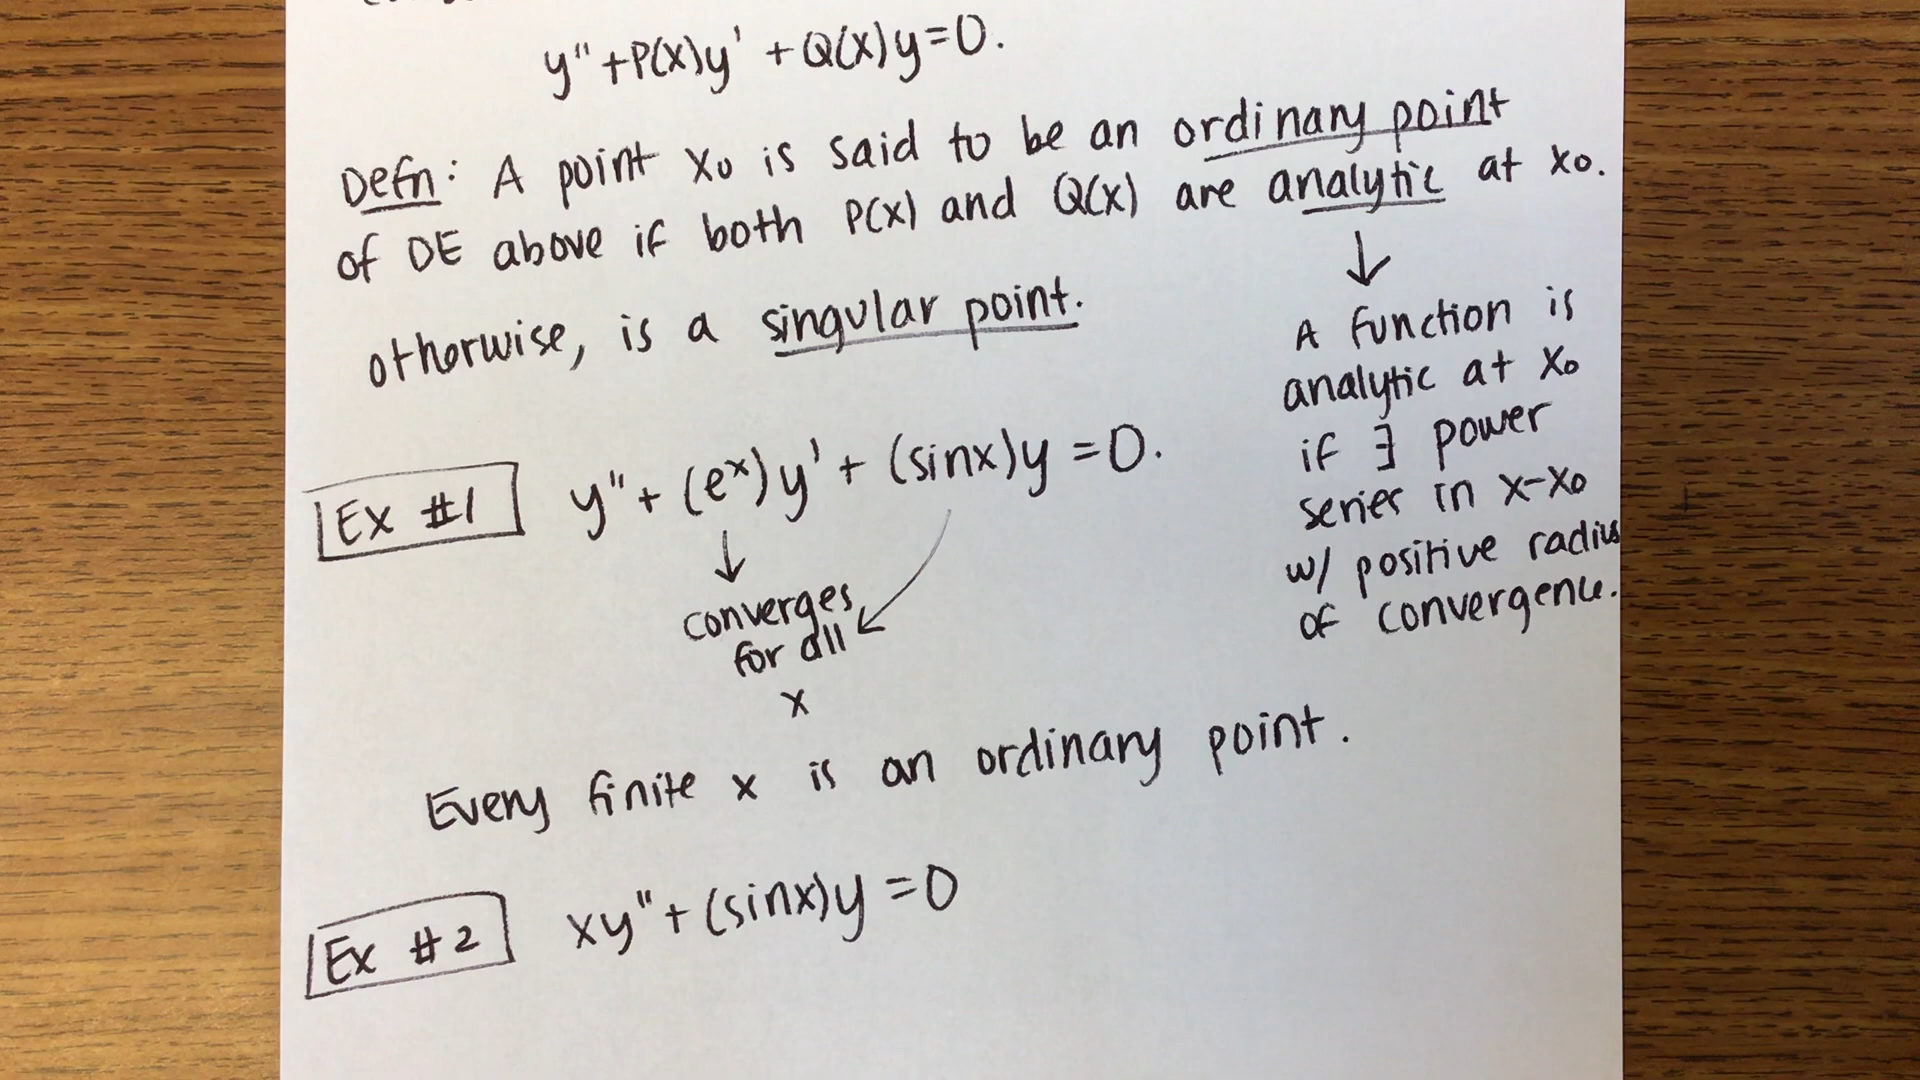 y" + P(x)y' + Q(x)y = 0.
Defn: A point x₀ is said to be an ordinary point
of DE above if both P(x) and Q(x) are analytic at x₀.
otherwise, is a singular point.
↓
A function is
analytic at x₀
if ∃ power
series in x-x₀
w/ positive radius
of convergence.
Ex #1 y" + (eˣ)y' + (sinx)y = 0.
↓
converges
for all
x
Every finite x is an ordinary point.
Ex #2 xy" + (sinx)y = 0